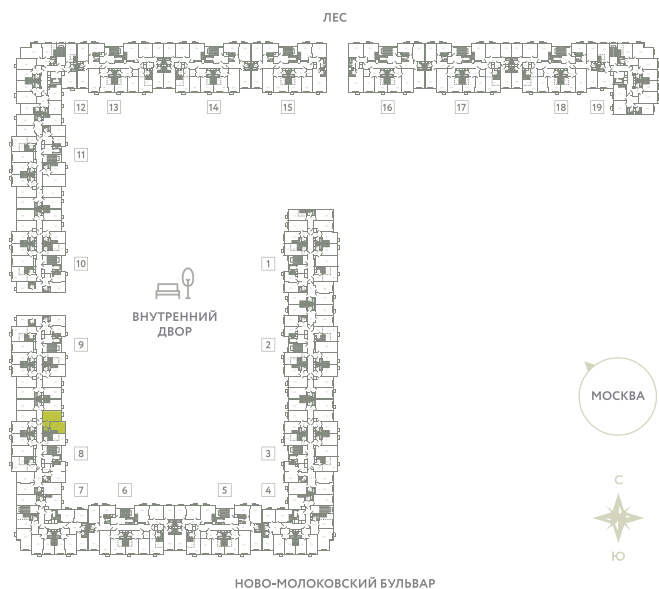 ЛЕС
12 13 14 15 16 17 18 19
11
10 1
ВНУТРЕННИЙ
ДВОР
9 2
МОСКВА
8 3
7 6 5 4
С
Ю
НОВО-МОЛОКОВСКИЙ БУЛЬВАР